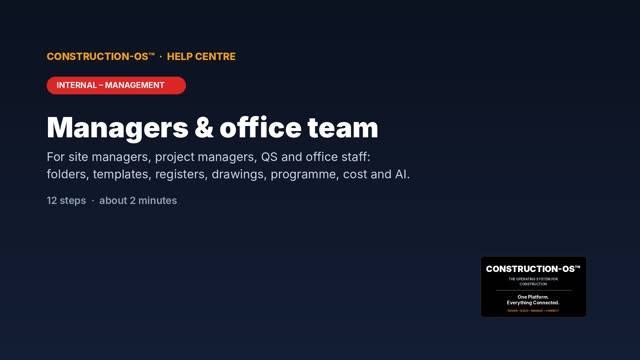 CONSTRUCTION-OS™ · HELP CENTRE
INTERNAL – MANAGEMENT
Managers & office team
For site managers, project managers, QS and office staff:
folders, templates, registers, drawings, programme, cost and AI.
12 steps · about 2 minutes
CONSTRUCTION-OS™
THE OPERATING SYSTEM FOR
CONSTRUCTION
One Platform.
Everything Connected.